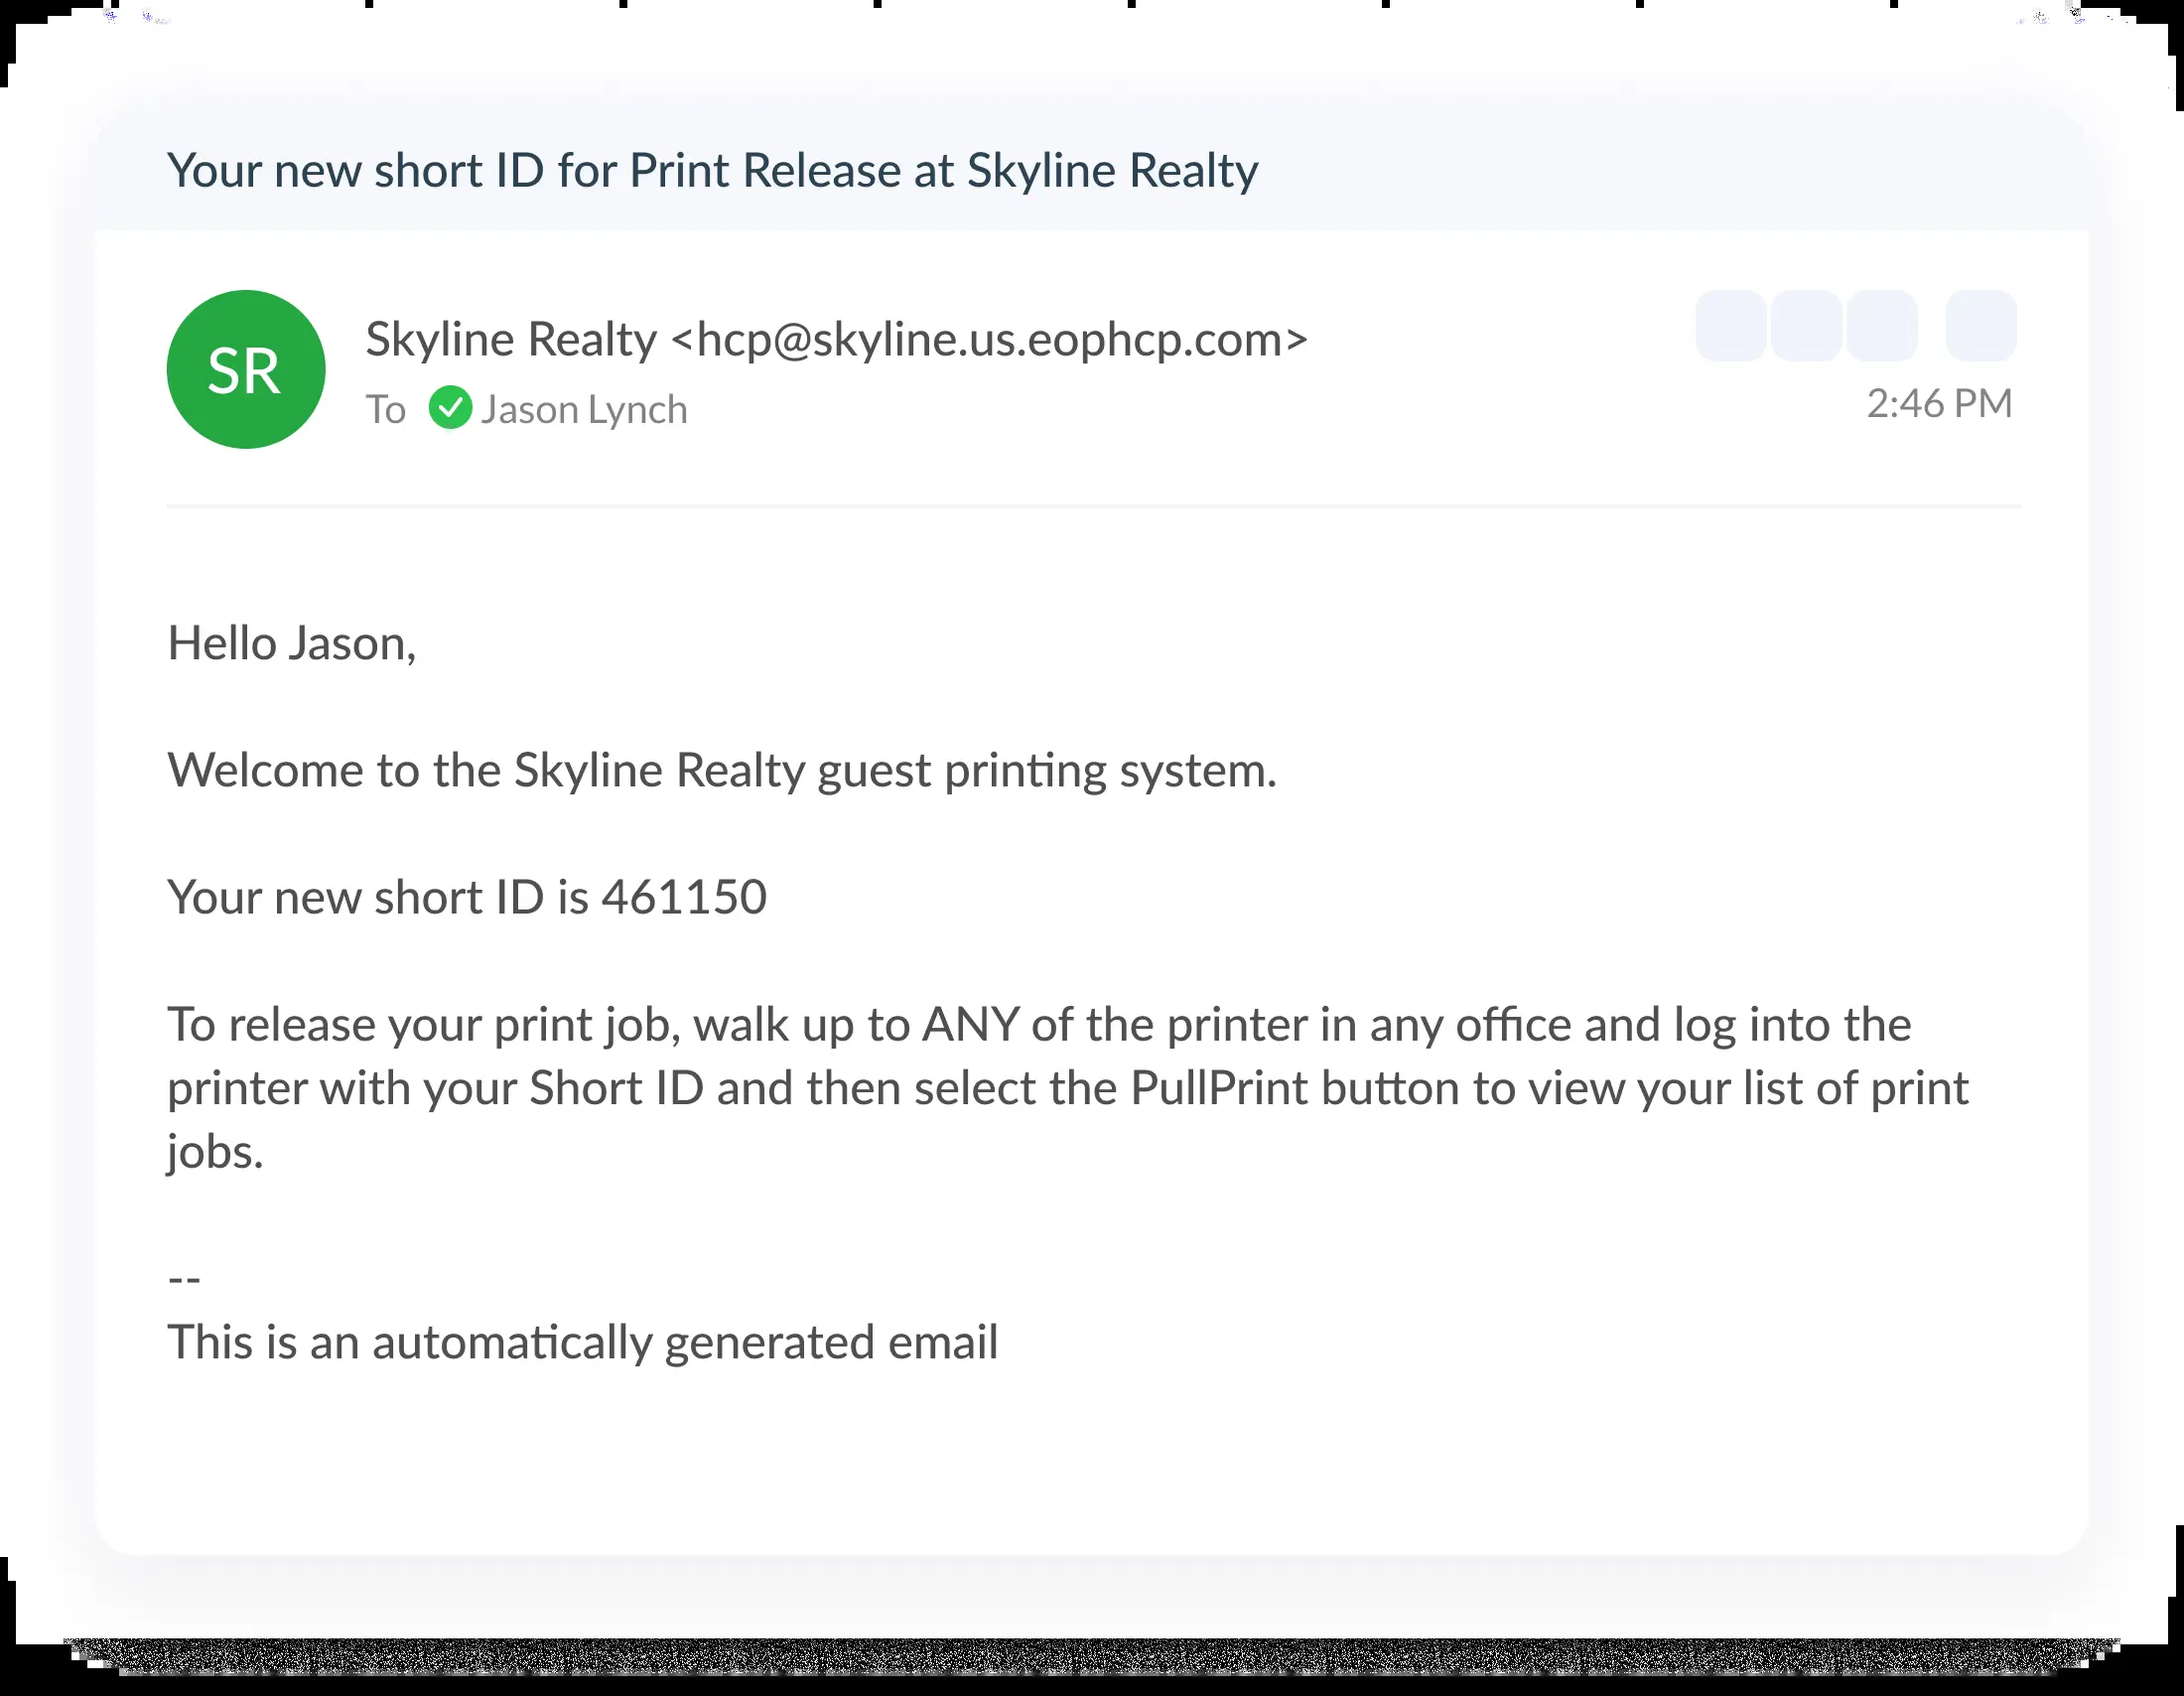 Your new short ID for Print Release at Skyline Realty
SR
Skyline Realty <hcp@skyline.us.eophcp.com>
To Jason Lynch
2:46 PM
Hello Jason,
Welcome to the Skyline Realty guest printing system.
Your new short ID is 461150
To release your print job, walk up to ANY of the printer in any office and log into the
printer with your Short ID and then select the PullPrint button to view your list of print
jobs.
--
This is an automatically generated email